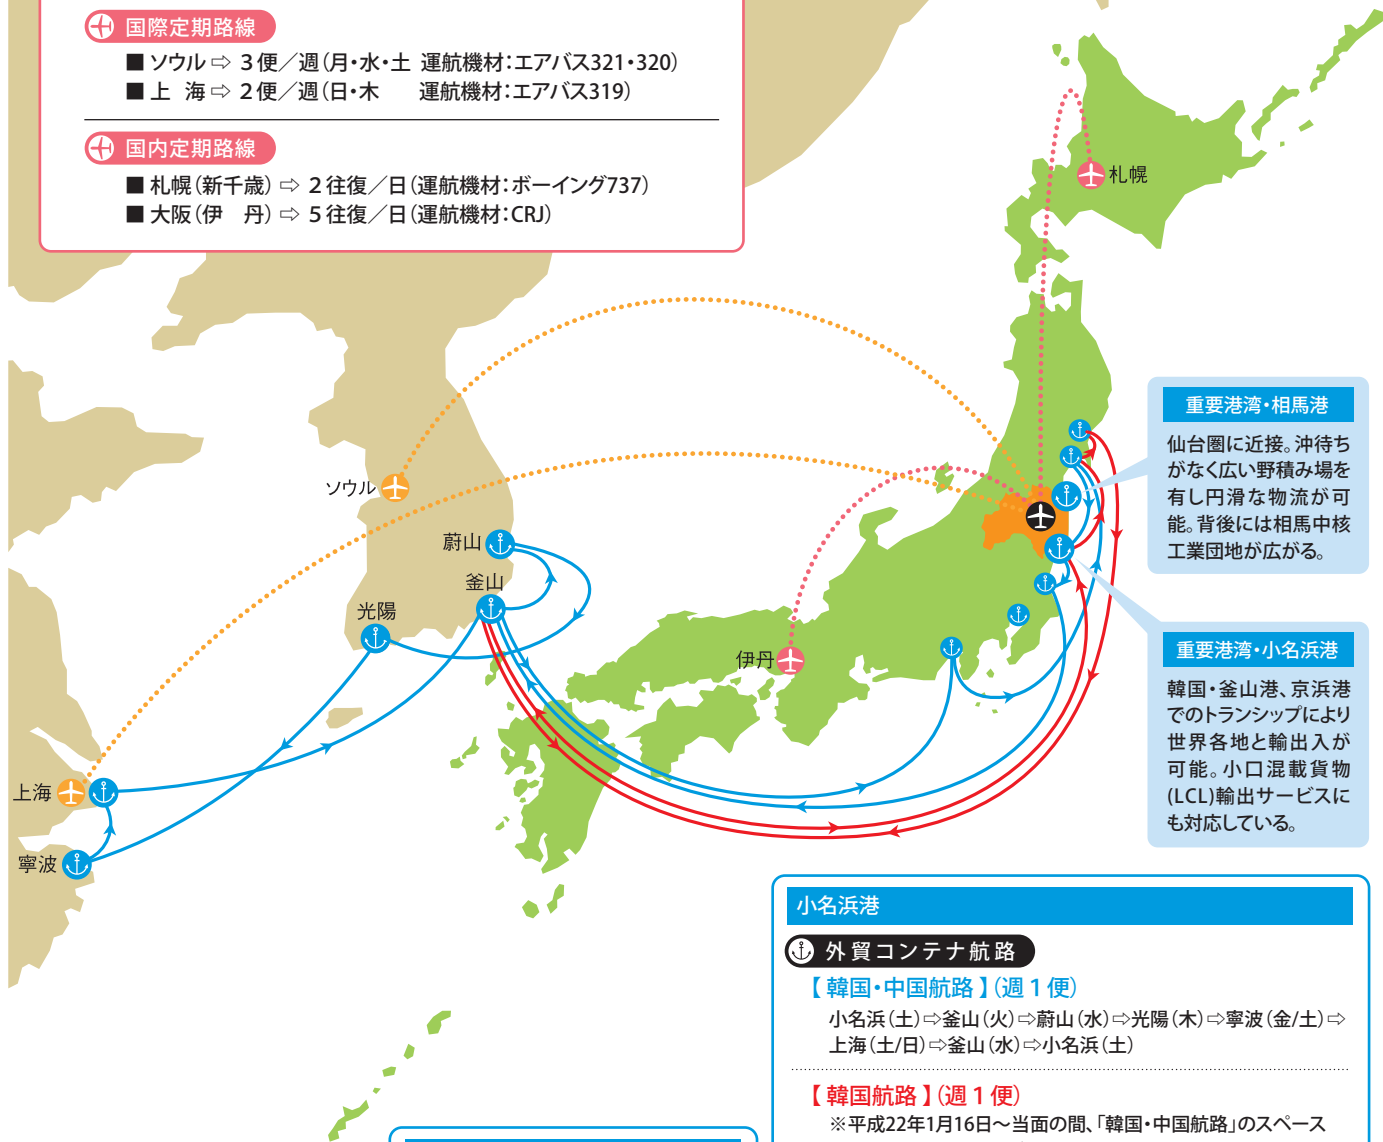 国際定期路線
■ ソウル ⇨ 3便／週（月・水・土 運航機材：エアバス321・320）
■ 上 海 ⇨ 2便／週（日・木 運航機材：エアバス319）
国内定期路線
■ 札幌（新千歳） ⇨ 2往復／日（運航機材：ボーイング737）
■ 大阪（伊 丹） ⇨ 5往復／日（運航機材：CRJ）
札幌
ソウル
蔚山
釜山
光陽
伊丹
上海
寧波
重要港湾・相馬港
仙台圏に近接。沖待ち
がなく広い野積み場を
有し円滑な物流が可
能。背後には相馬中核
工業団地が広がる。
重要港湾・小名浜港
韓国・釜山港、京浜港
でのトランシップにより
世界各地と輸出入が
可能。小口混載貨物
(LCL)輸出サービスに
も対応している。
小名浜港
外貿コンテナ航路
【韓国・中国航路】（週1便）
小名浜（土）⇨釜山（火）⇨蔚山（水）⇨光陽（木）⇨寧波（金/土）⇨
上海（土/日）⇨釜山（水）⇨小名浜（土）
【韓国航路】（週1便）
※平成22年1月16日～当面の間、「韓国・中国航路」のスペース